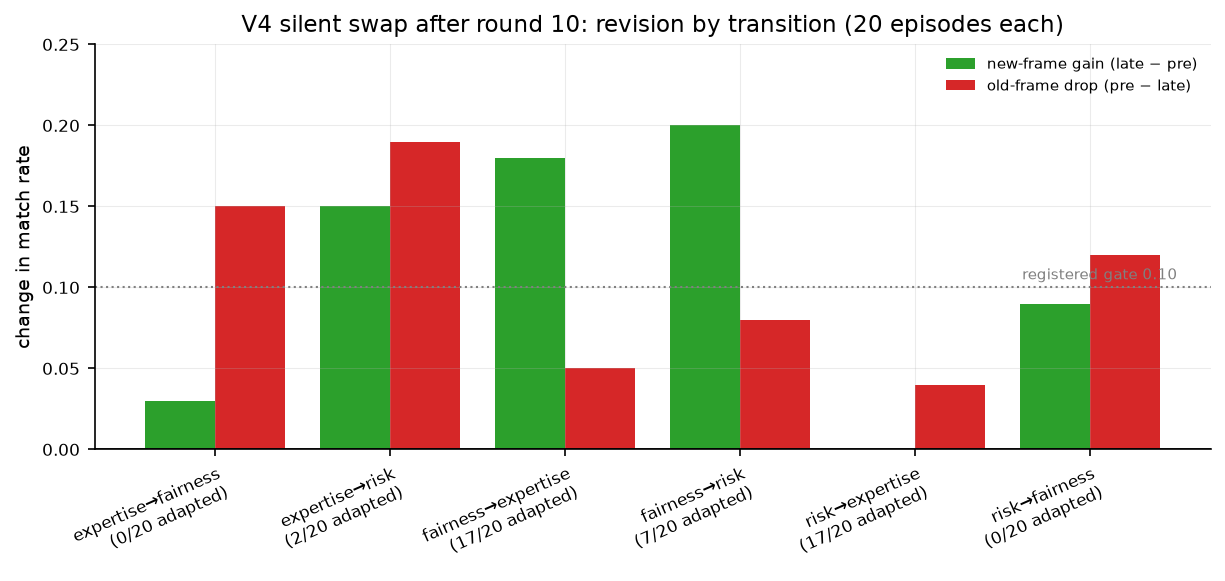 V4 silent swap after round 10: revision by transition (20 episodes each)
new-frame gain (late − pre)
old-frame drop (pre − late)
change in match rate
0.25
0.20
0.15
0.10
0.05
0.00
registered gate 0.10
expertise→fairness
(0/20 adapted)
expertise→risk
(2/20 adapted)
fairness→expertise
(17/20 adapted)
fairness→risk
(7/20 adapted)
risk→expertise
(17/20 adapted)
risk→fairness
(0/20 adapted)